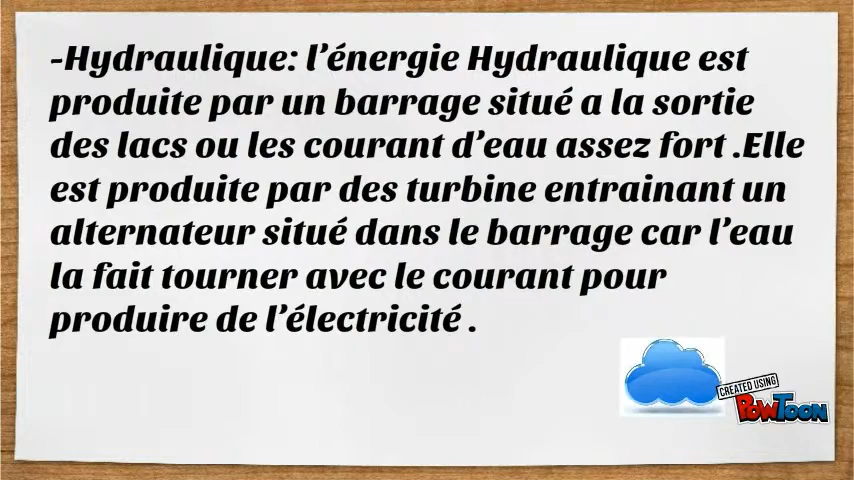 -Hydraulique: l’énergie Hydraulique est
produite par un barrage situé a la sortie
des lacs ou les courant d’eau assez fort .Elle
est produite par des turbine entrainant un
alternateur situé dans le barrage car l’eau
la fait tourner avec le courant pour
produire de l’électricité .
CREATED USING
POWTOON